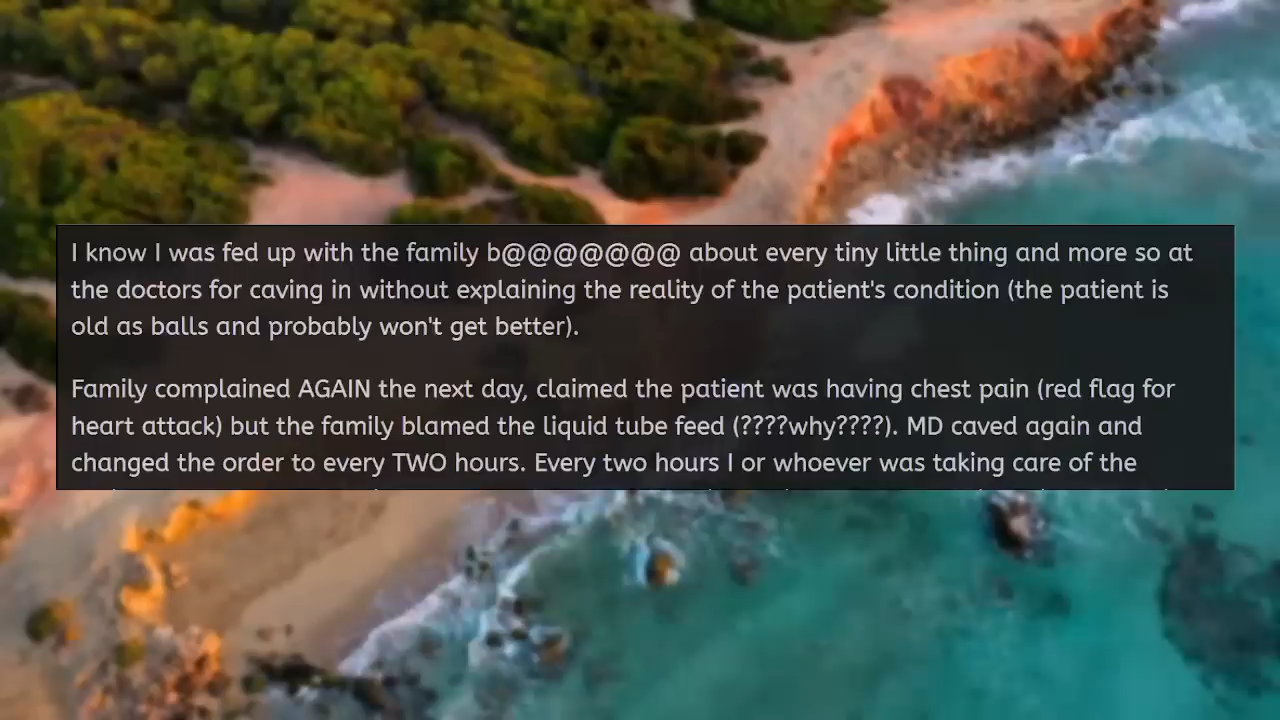 I know I was fed up with the family b@@@@@@@ about every tiny little thing and more so at
the doctors for caving in without explaining the reality of the patient's condition (the patient is
old as balls and probably won't get better).
Family complained AGAIN the next day, claimed the patient was having chest pain (red flag for
heart attack) but the family blamed the liquid tube feed (????why????). MD caved again and
changed the order to every TWO hours. Every two hours I or whoever was taking care of the